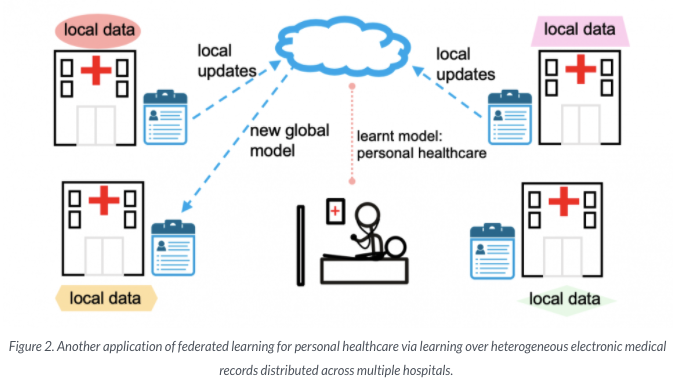 local data
local data
local
updates
local
updates
new global
model
learnt model:
personal healthcare
local data
local data
Figure 2. Another application of federated learning for personal healthcare via learning over heterogeneous electronic medical
records distributed across multiple hospitals.